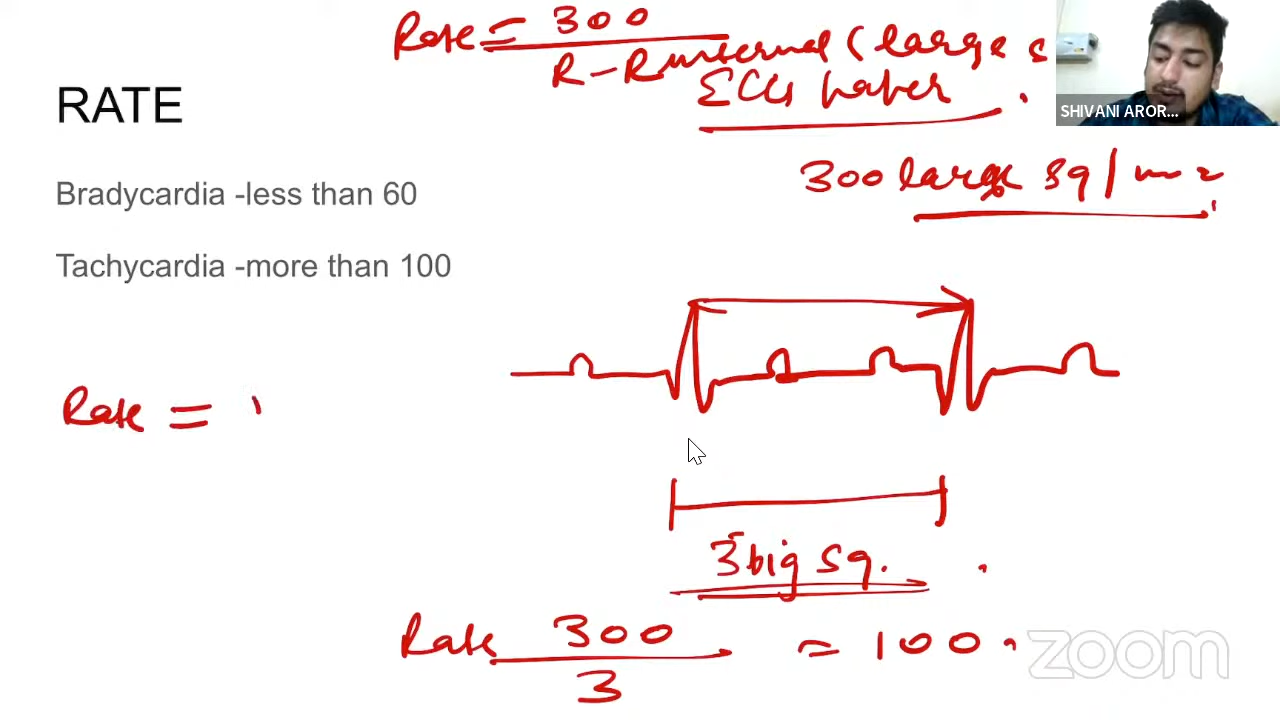 Rate = 300
R-R interval (large s
ECG paper
SHIVANI AROR...
RATE
300 large sq/
Bradycardia -less than 60
Tachycardia -more than 100
Rate =
3 big sq.
Rate 300 = 100
3
zoom